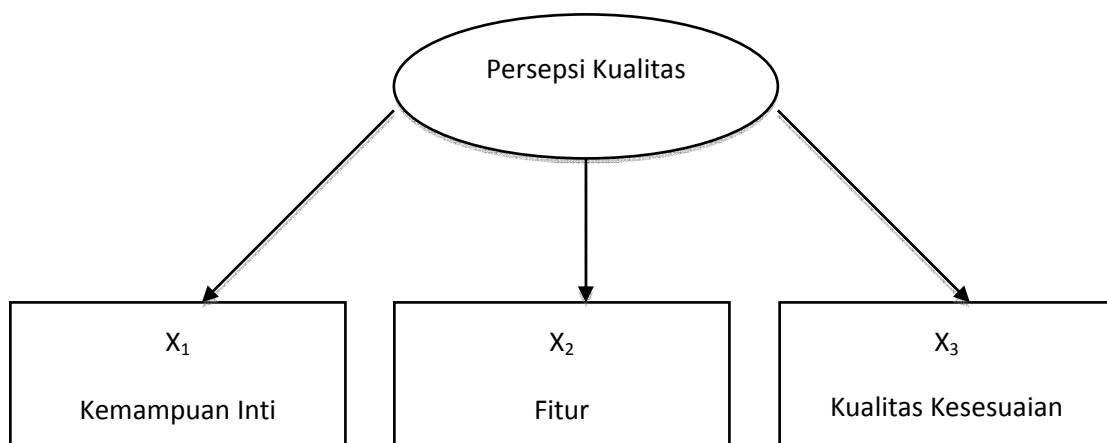 Persepsi Kualitas
X₁
Kemampuan Inti
X₂
Fitur
X₃
Kualitas Kesesuaian